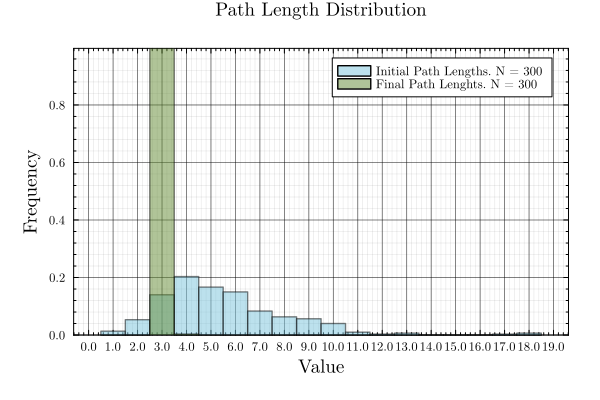 Path Length Distribution
Initial Path Lengths. N = 300
Final Path Lenghts. N = 300
Frequency
0.8
0.6
0.4
0.2
0.0
0.0 1.0 2.0 3.0 4.0 5.0 6.0 7.0 8.0 9.0 10.0 11.0 12.0 13.0 14.0 15.0 16.0 17.0 18.0 19.0
Value